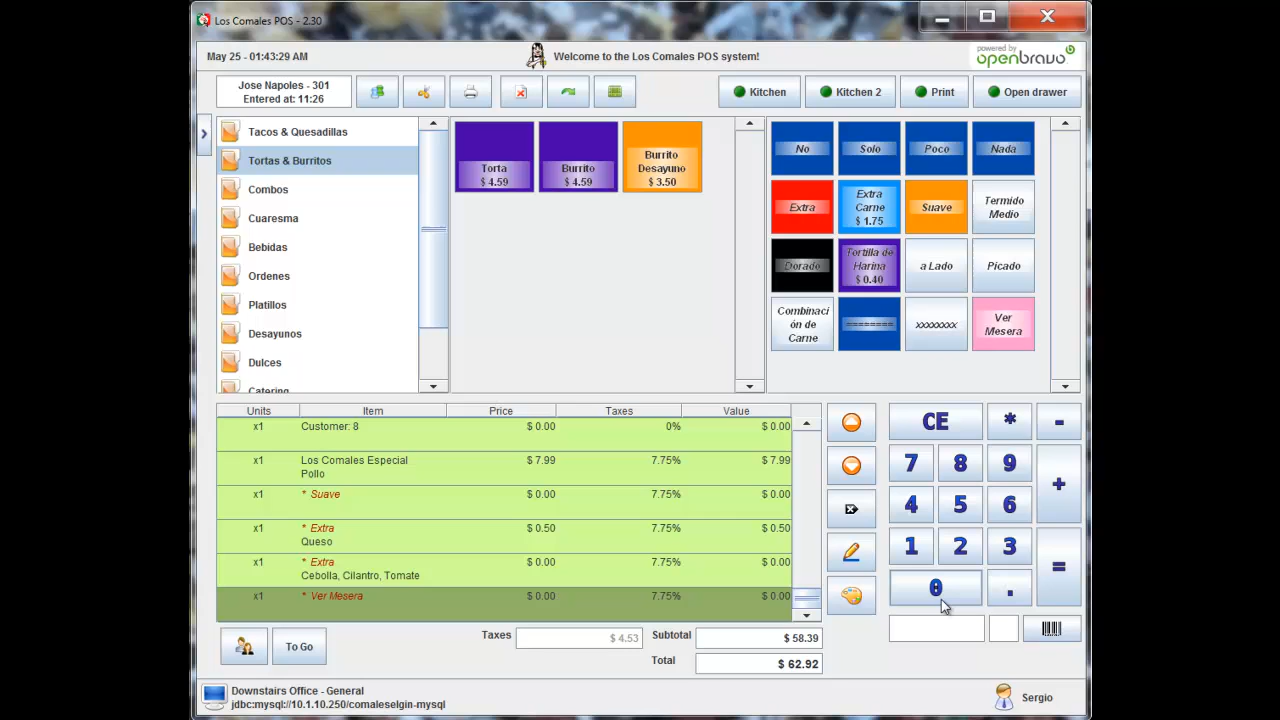 Los Comales POS - 2.30
May 25 - 01:43:29 AM
Welcome to the Los Comales POS system!
powered by
openbravo
Jose Napoles - 301
Entered at: 11:26
Kitchen
Kitchen 2
Print
Open drawer
Tacos & Quesadillas
Tortas & Burritos
Combos
Cuaresma
Bebidas
Ordenes
Platillos
Desayunos
Dulces
Catering
Torta
$ 4.59
Burrito
$ 4.59
Burrito
Desayuno
$ 3.50
No
Solo
Poco
Nada
Extra
Extra
Carne
$ 1.75
Suave
Termido
Medio
Dorado
Tortilla de
Harina
$ 0.40
a Lado
Picado
Combinaci
ón de
Carne
========
xxxxxxx
Ver
Mesera
Units Item Price Taxes Value
x1 Customer: 8 $ 0.00 0% $ 0.00
x1 Los Comales Especial $ 7.99 7.75% $ 7.99
Pollo
x1 * Suave $ 0.00 7.75% $ 0.00
x1 * Extra $ 0.50 7.75% $ 0.50
Queso
x1 * Extra $ 0.00 7.75% $ 0.00
Cebolla, Cilantro, Tomate
x1 * Ver Mesera $ 0.00 7.75% $ 0.00
CE * -
7 8 9 +
4 5 6
1 2 3 =
0 .
To Go
Taxes $ 4.53 Subtotal $ 58.39
Total $ 62.92
Downstairs Office - General
jdbc:mysql://10.1.10.250/comaleselgin-mysql
Sergio